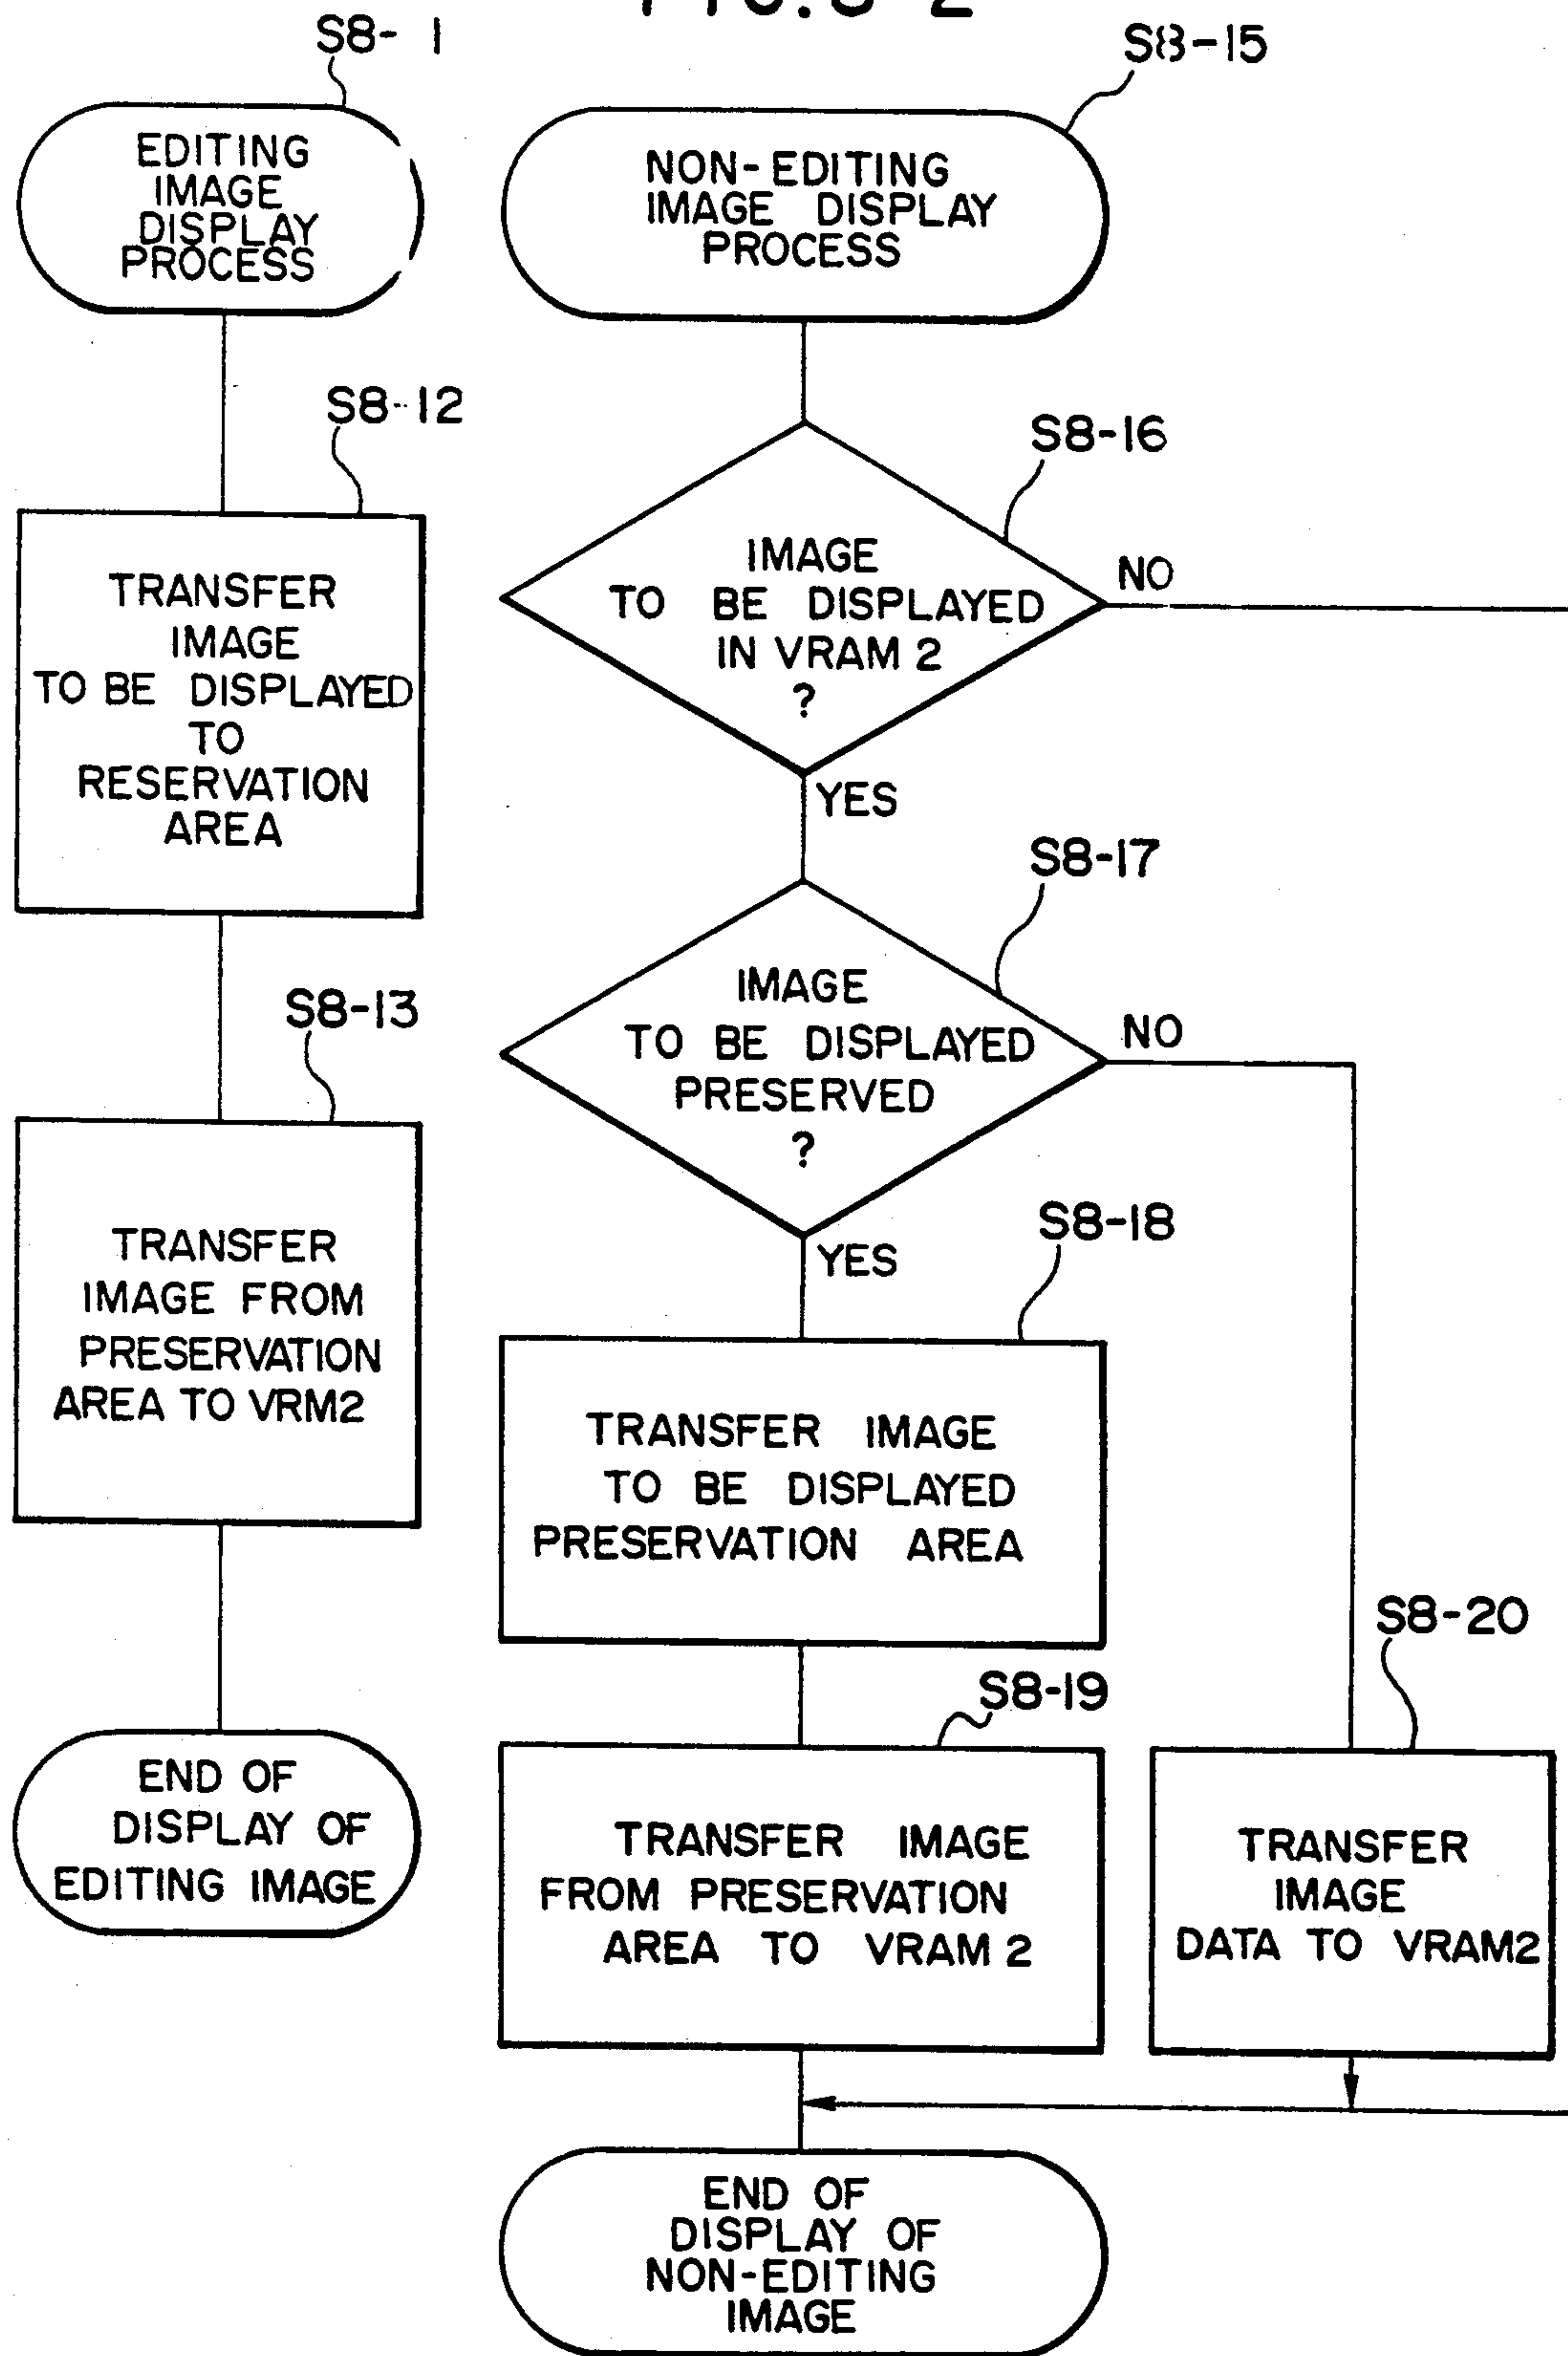 S8- 1
EDITING
IMAGE
DISPLAY
PROCESS
S8-12
TRANSFER
IMAGE
TO BE DISPLAYED
TO
RESERVATION
AREA
S8-13
TRANSFER
IMAGE FROM
PRESERVATION
AREA TO VRM2
END OF
DISPLAY OF
EDITING IMAGE
S8-15
NON-EDITING
IMAGE DISPLAY
PROCESS
S8-16
IMAGE
TO BE DISPLAYED
IN VRAM 2
?
NO
YES
S8-17
IMAGE
TO BE DISPLAYED
PRESERVED
?
NO
YES
S8-18
TRANSFER IMAGE
TO BE DISPLAYED
PRESERVATION AREA
S8-19
TRANSFER IMAGE
FROM PRESERVATION
AREA TO VRAM 2
S8-20
TRANSFER
IMAGE
DATA TO VRAM2
END OF
DISPLAY OF
NON-EDITING
IMAGE